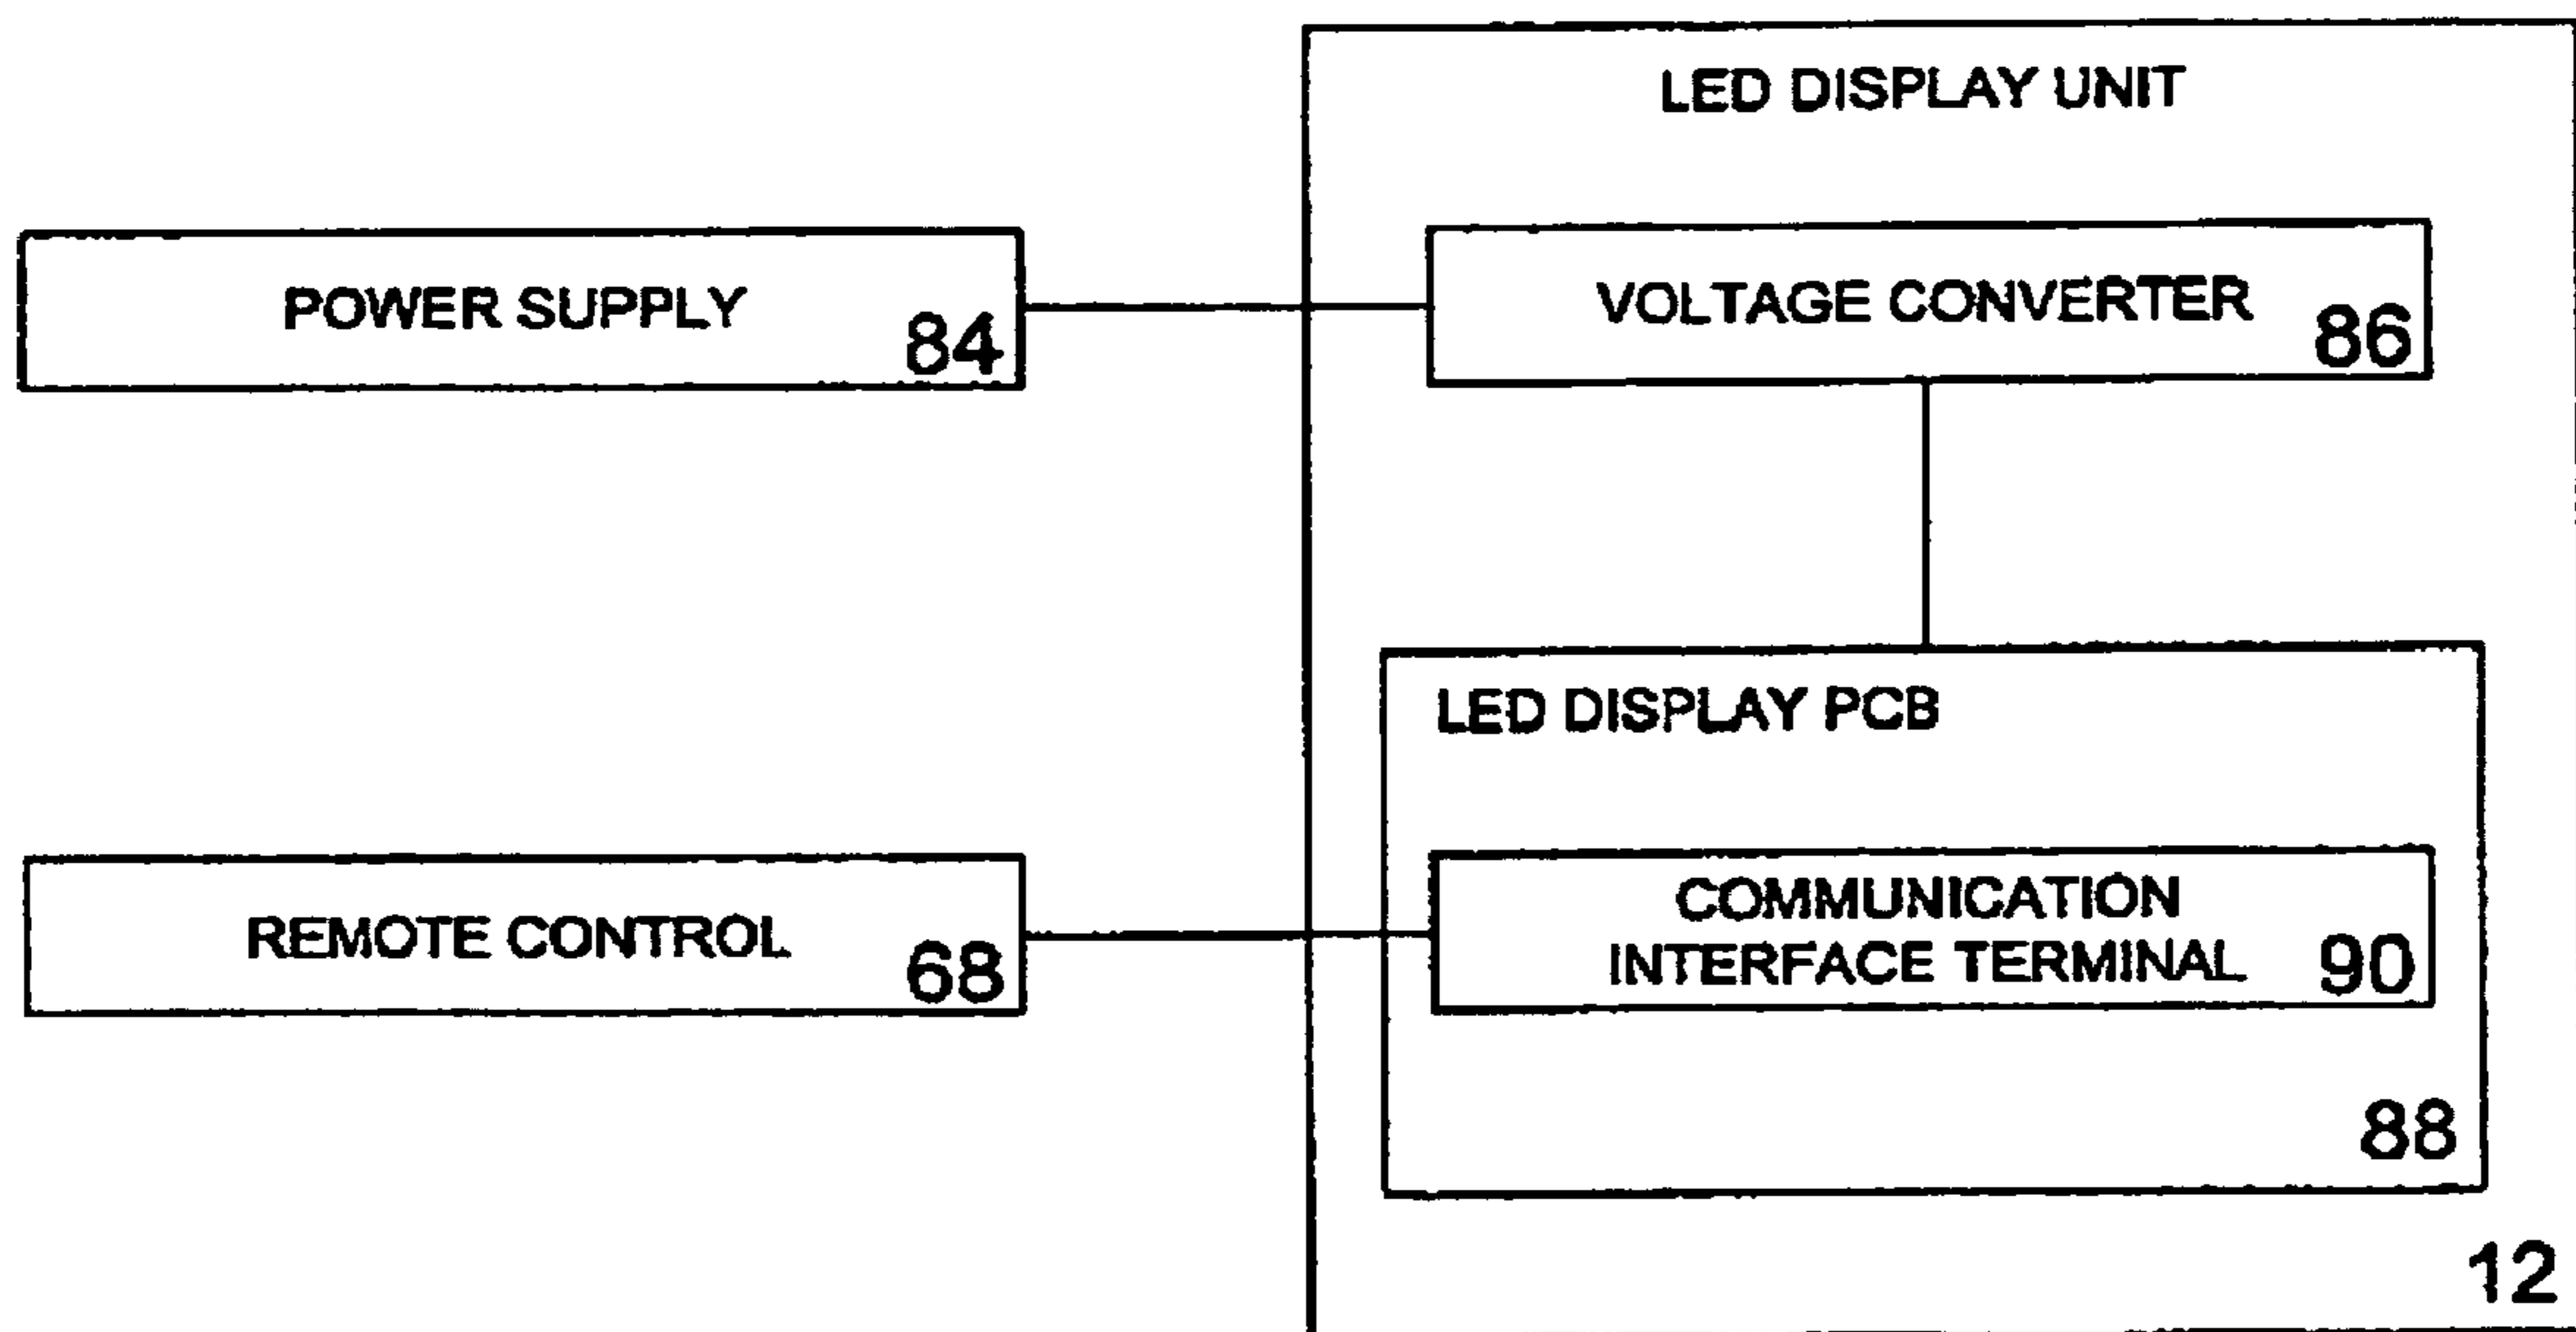 LED DISPLAY UNIT
POWER SUPPLY
84
VOLTAGE CONVERTER
86
LED DISPLAY PCB
REMOTE CONTROL
68
COMMUNICATION
INTERFACE TERMINAL
90
88
12